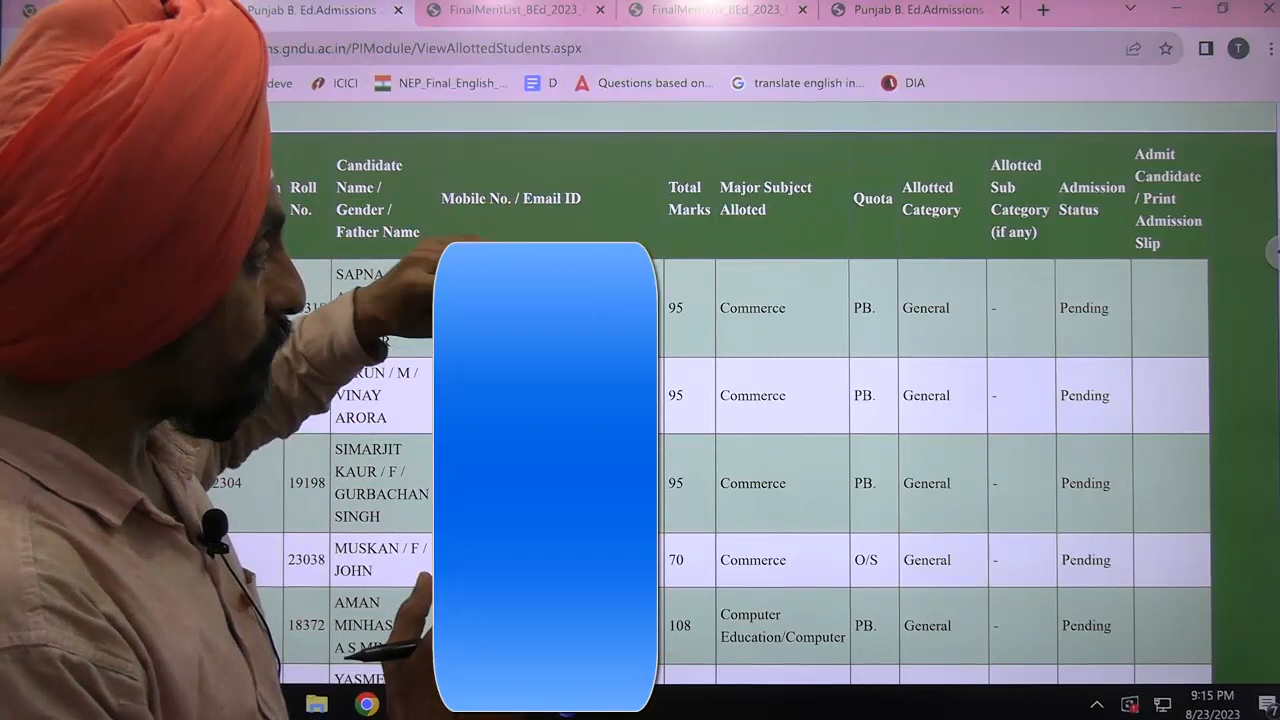 Punjab B. Ed.Admissions
FinalMeritList_BEd_2023_
FinalMeritList_BEd_2023_
Punjab B. Ed.Admissions
ns.gndu.ac.in/PIModule/ViewAllottedStudents.aspx
T
deve
ICICI
NEP_Final_English_...
D
Questions based on...
translate english in...
DIA
Roll No.
Candidate Name / Gender / Father Name
Mobile No. / Email ID
Total Marks
Major Subject Alloted
Quota
Allotted Category
Allotted Sub Category (if any)
Admission Status
Admit Candidate / Print Admission Slip
SAPNA
95
Commerce
PB.
General
-
Pending
/ M /
VINAY
ARORA
95
Commerce
PB.
General
-
Pending
2304
19198
SIMARJIT
KAUR / F /
GURBACHAN
SINGH
95
Commerce
PB.
General
-
Pending
23038
MUSKAN / F /
JOHN
70
Commerce
O/S
General
-
Pending
18372
AMAN
MINHAS
108
Computer
Education/Computer
PB.
General
-
Pending
9:15 PM
8/23/2023